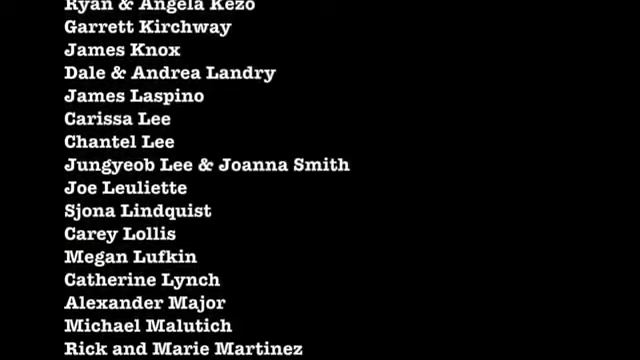 Ryan & Angela Kezo
Garrett Kirchway
James Knox
Dale & Andrea Landry
James Laspino
Carissa Lee
Chantel Lee
Jungyeob Lee & Joanna Smith
Joe Leuliette
Sjona Lindquist
Carey Lollis
Megan Lufkin
Catherine Lynch
Alexander Major
Michael Malutich
Rick and Marie Martinez